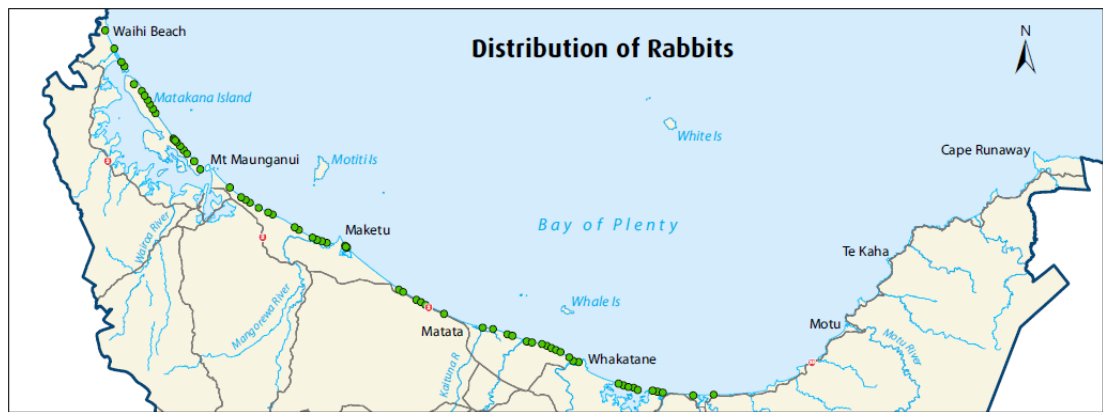 Waihi Beach
Distribution of Rabbits
N
Matakana Island
White Is
Mt Maunganui
Motiti Is
Cape Runaway
Wairoa River
Maketu
Bay of Plenty
Te Kaha
Mangorewa River
Whale Is
Matata
Motu
Motu River
Kaituna R
Whakatane